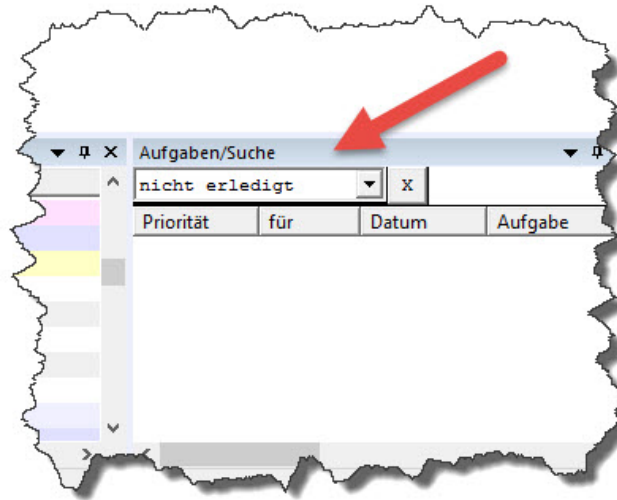 Aufgaben/Suche
nicht erledigt X
Priorität für Datum Aufgabe